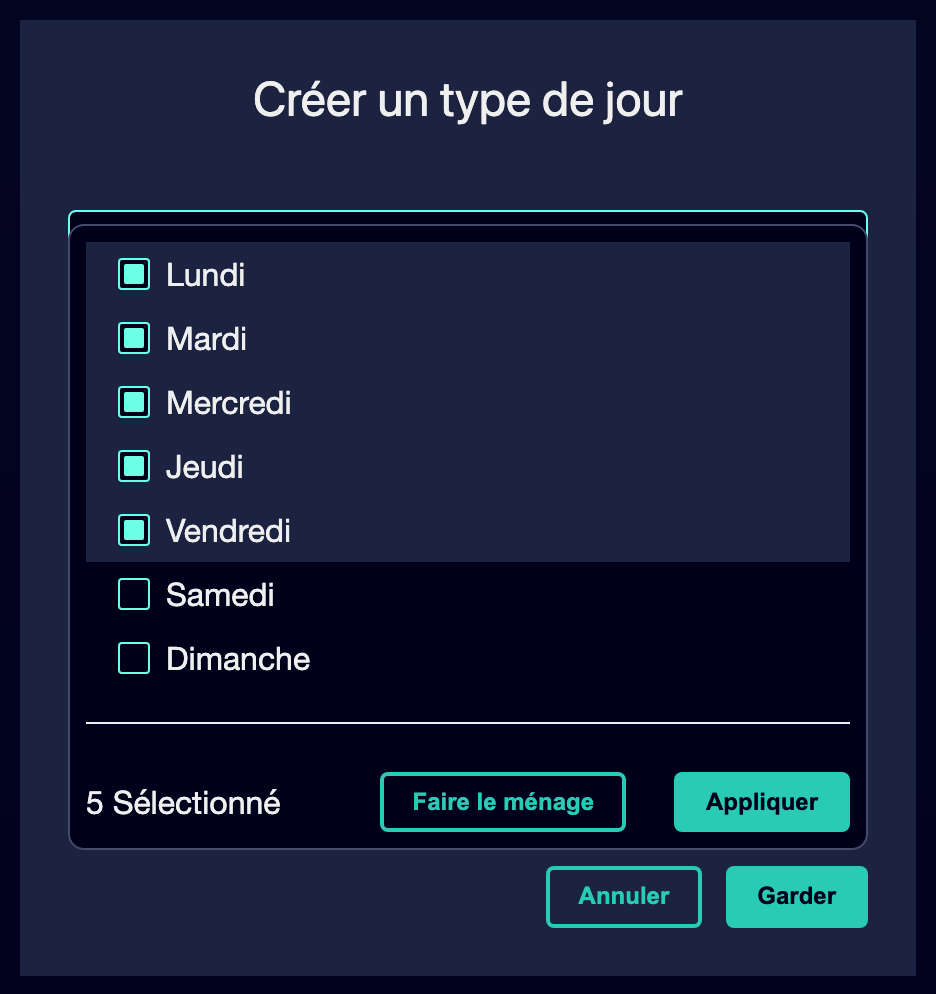 Créer un type de jour
Lundi
Mardi
Mercredi
Jeudi
Vendredi
Samedi
Dimanche
5 Sélectionné
Faire le ménage
Appliquer
Annuler
Garder